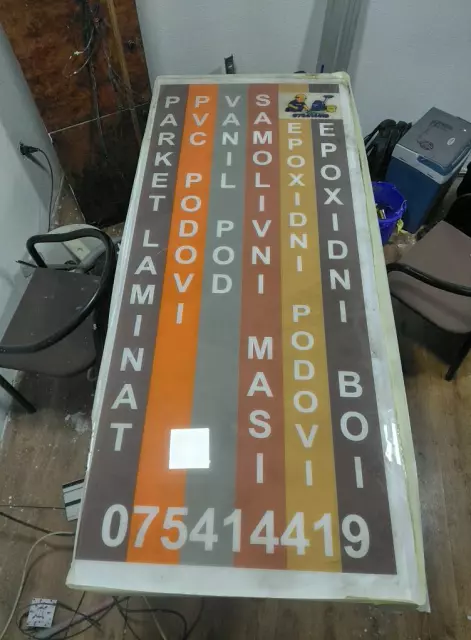 PARKET LAMINAT
PVC PODOVI
VANIL POD
SAMOLIVNI MASI
EPOXIDNI PODOVI
EPOXIDNI BOI
075414419